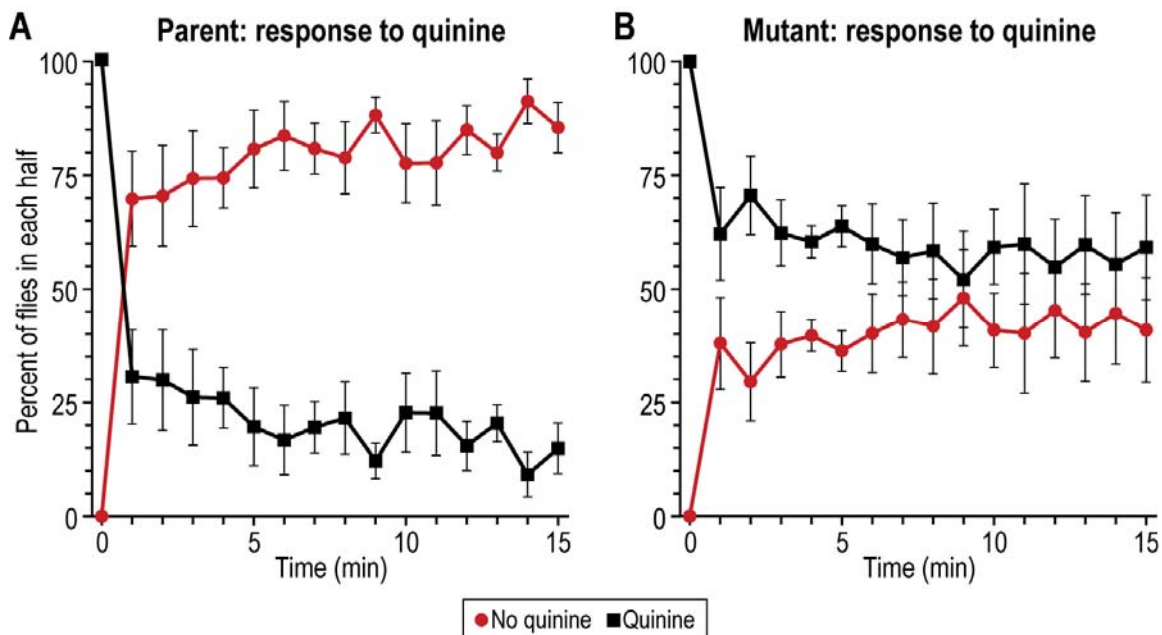 A
Parent: response to quinine
Percent of flies in each half
100
75
50
25
0
0 5 10 15
Time (min)
B
Mutant: response to quinine
100
75
50
25
0
0 5 10 15
Time (min)
No quinine Quinine